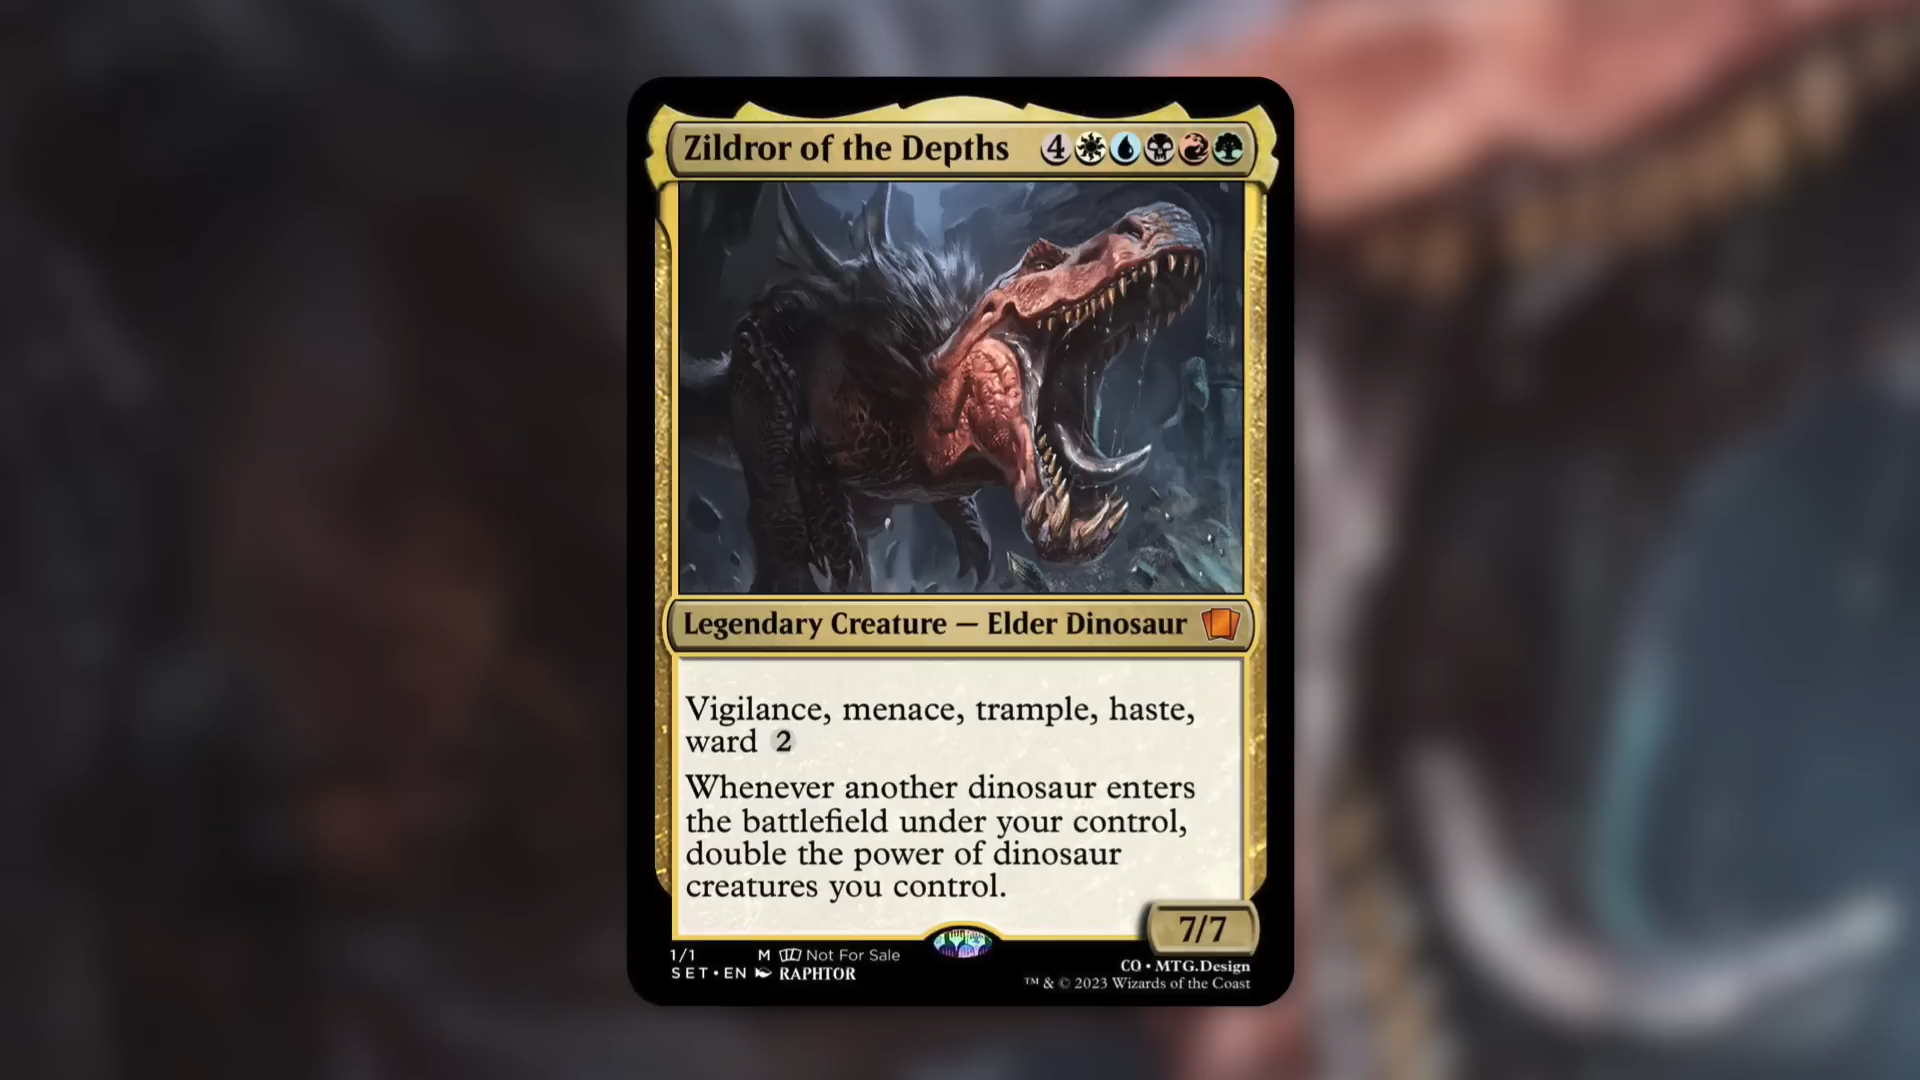 Zildror of the Depths 4
Legendary Creature — Elder Dinosaur
Vigilance, menace, trample, haste,
ward 2
Whenever another dinosaur enters
the battlefield under your control,
double the power of dinosaur
creatures you control.
7/7
1/1 M Not For Sale
SET • EN RAPHTOR
CO • MTG.Design
™ & © 2023 Wizards of the Coast